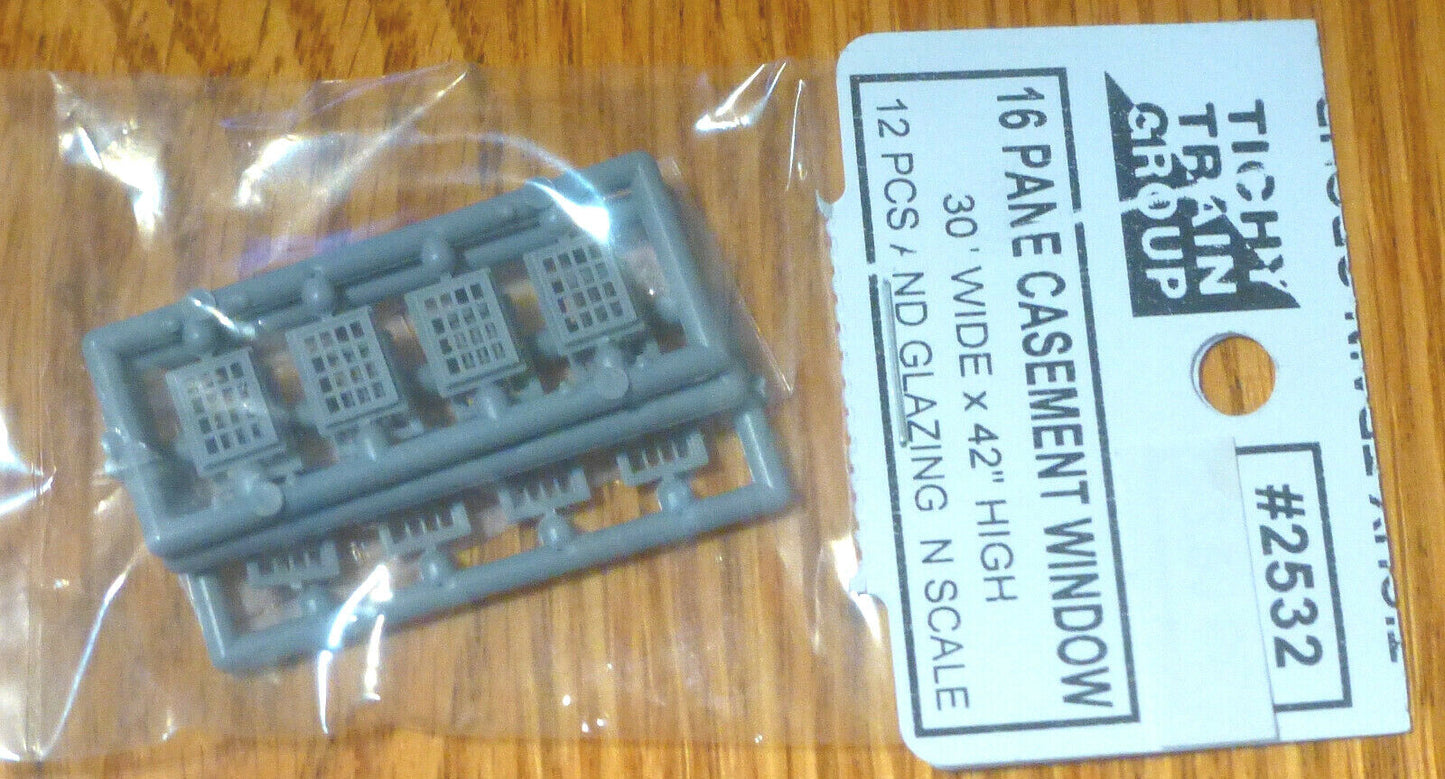 TICHY
TRAIN
GROUP
16 PANE CASEMENT WINDOW
30' WIDE x 42" HIGH
12 PCS AND GLAZING N SCALE
#2532